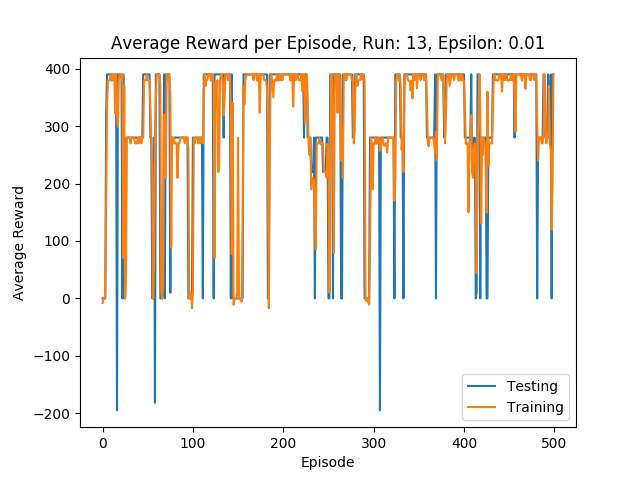 Average Reward per Episode, Run: 13, Epsilon: 0.01
400
300
200
100
0
−100
−200
Average Reward
0
100
200
300
400
500
Episode
Testing
Training